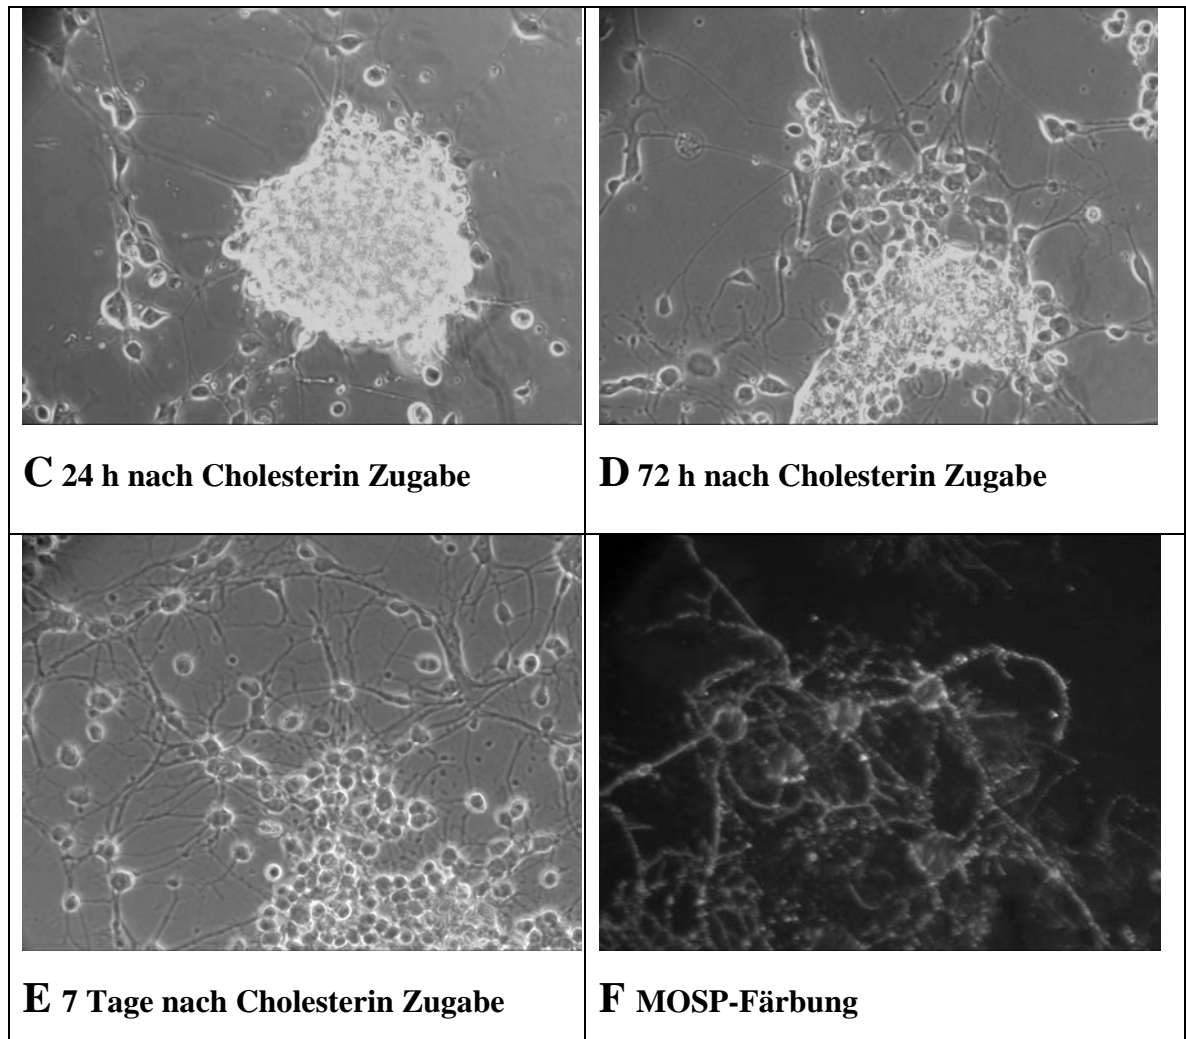 C 24 h nach Cholesterin Zugabe
D 72 h nach Cholesterin Zugabe
E 7 Tage nach Cholesterin Zugabe
F MOSP-Färbung